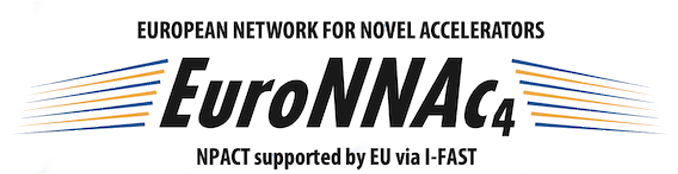 EUROPEAN NETWORK FOR NOVEL ACCELERATORS
EuroNNAc4
NPACT supported by EU via I-FAST